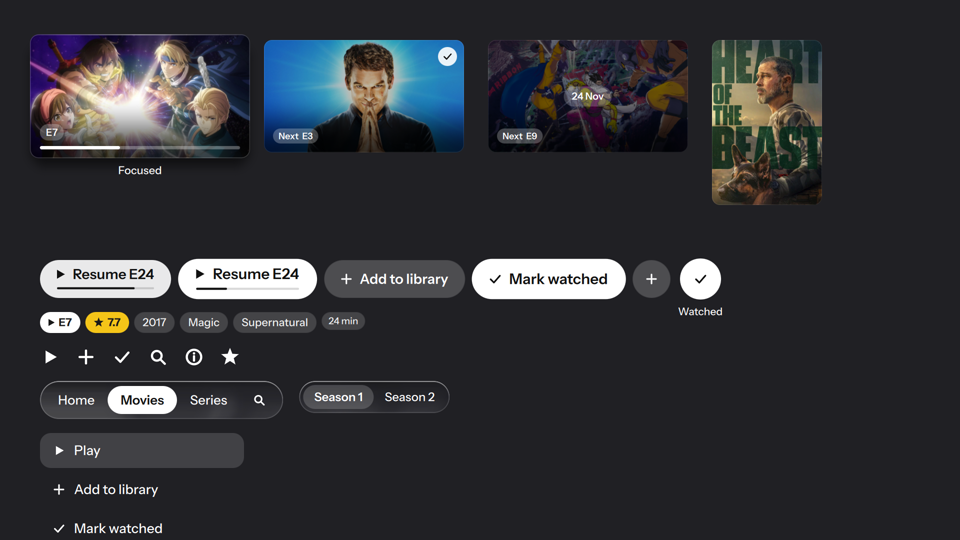 E7
Focused
Next E3
24 Nov
Next E9
HEART
OF
THE
BEAST
Resume E24
Resume E24
Add to library
Mark watched
Watched
E7
7.7
2017
Magic
Supernatural
24 min
Home
Movies
Series
Season 1
Season 2
Play
Add to library
Mark watched